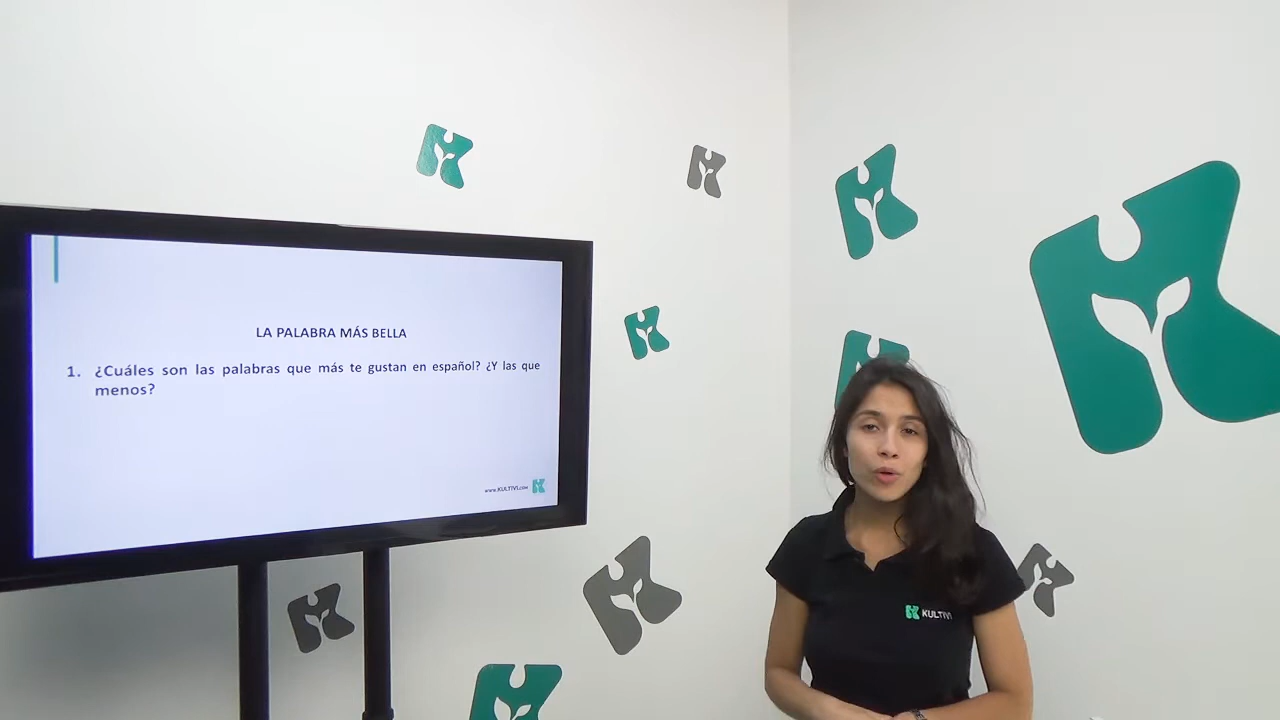 LA PALABRA MÁS BELLA
1. ¿Cuáles son las palabras que más te gustan en español? ¿Y las que
menos?
www.KULTIVI.COM
KULTIVI